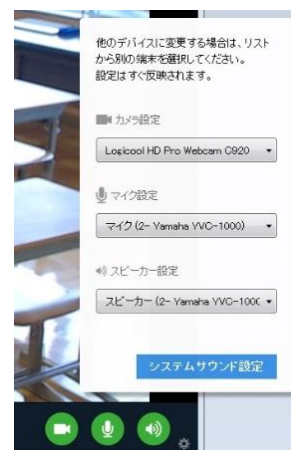 他のデバイスに変更する場合は、リスト
から別の端末を選択してください。
設定はすぐ反映されます。
カメラ設定
Logicool HD Pro Webcam C920
マイク設定
マイク (2- Yamaha YVC-1000)
スピーカー設定
スピーカー (2- Yamaha YVC-100(
システムサウンド設定